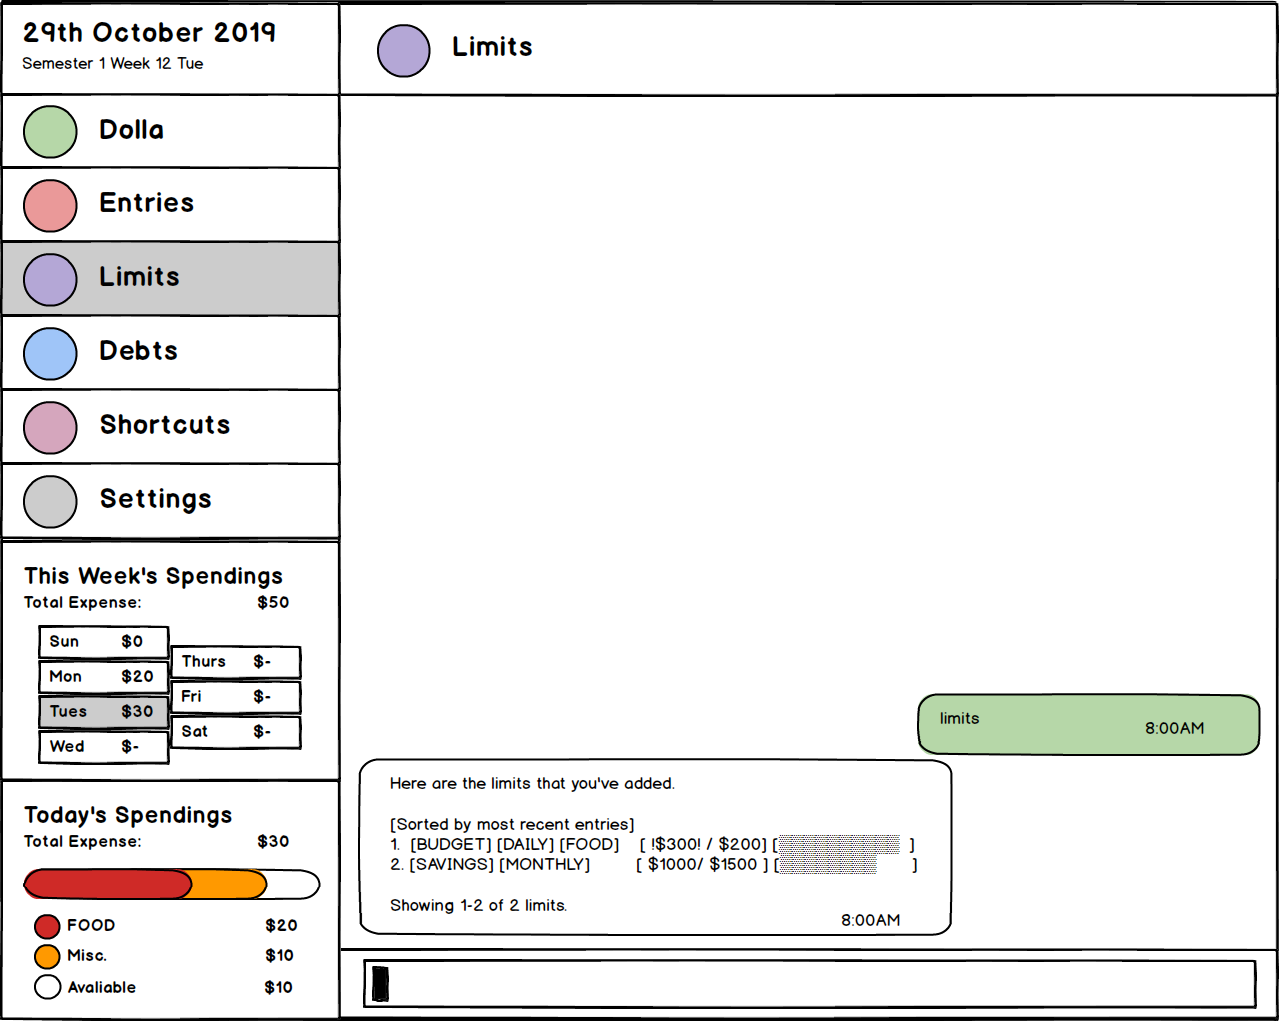 29th October 2019
Semester 1 Week 12 Tue
Dolla
Entries
Limits
Debts
Shortcuts
Settings
This Week's Spendings
Total Expense: $50
Sun $0
Mon $20
Tues $30
Wed $-
Thurs $-
Fri $-
Sat $-
Today's Spendings
Total Expense: $30
FOOD $20
Misc. $10
Avaliable $10
Limits
limits
8:00AM
Here are the limits that you've added.
[Sorted by most recent entries]
1. [BUDGET] [DAILY] [FOOD] [ !$300! / $200] [ ]
2. [SAVINGS] [MONTHLY] [ $1000/ $1500 ] [ ]
Showing 1-2 of 2 limits.
8:00AM